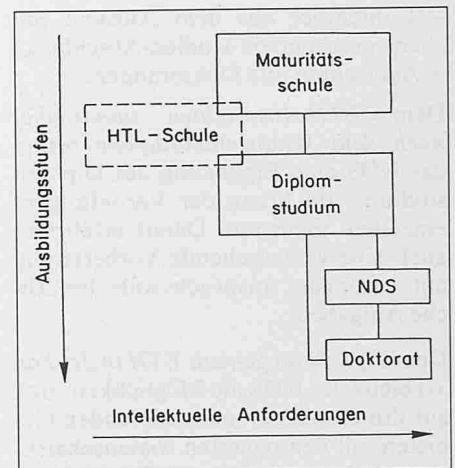 Maturitäts-
schule
HTL-Schule
Diplom-
studium
NDS
Doktorat
Ausbildungsstufen
Intellektuelle Anforderungen